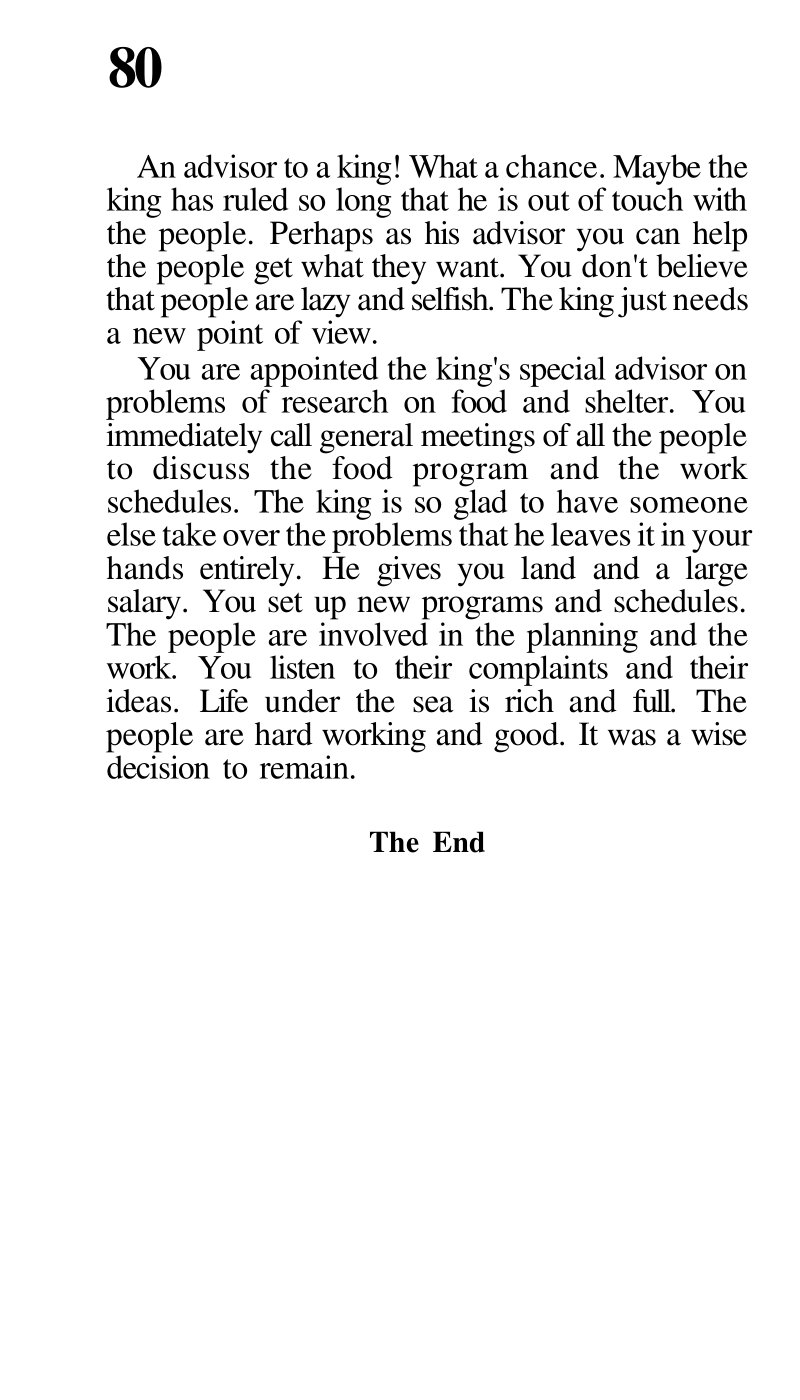 80
An advisor to a king! What a chance. Maybe the
king has ruled so long that he is out of touch with
the people. Perhaps as his advisor you can help
the people get what they want. You don't believe
that people are lazy and selfish. The king just needs
a new point of view.
You are appointed the king's special advisor on
problems of research on food and shelter. You
immediately call general meetings of all the people
to discuss the food program and the work
schedules. The king is so glad to have someone
else take over the problems that he leaves it in your
hands entirely. He gives you land and a large
salary. You set up new programs and schedules.
The people are involved in the planning and the
work. You listen to their complaints and their
ideas. Life under the sea is rich and full. The
people are hard working and good. It was a wise
decision to remain.
The End